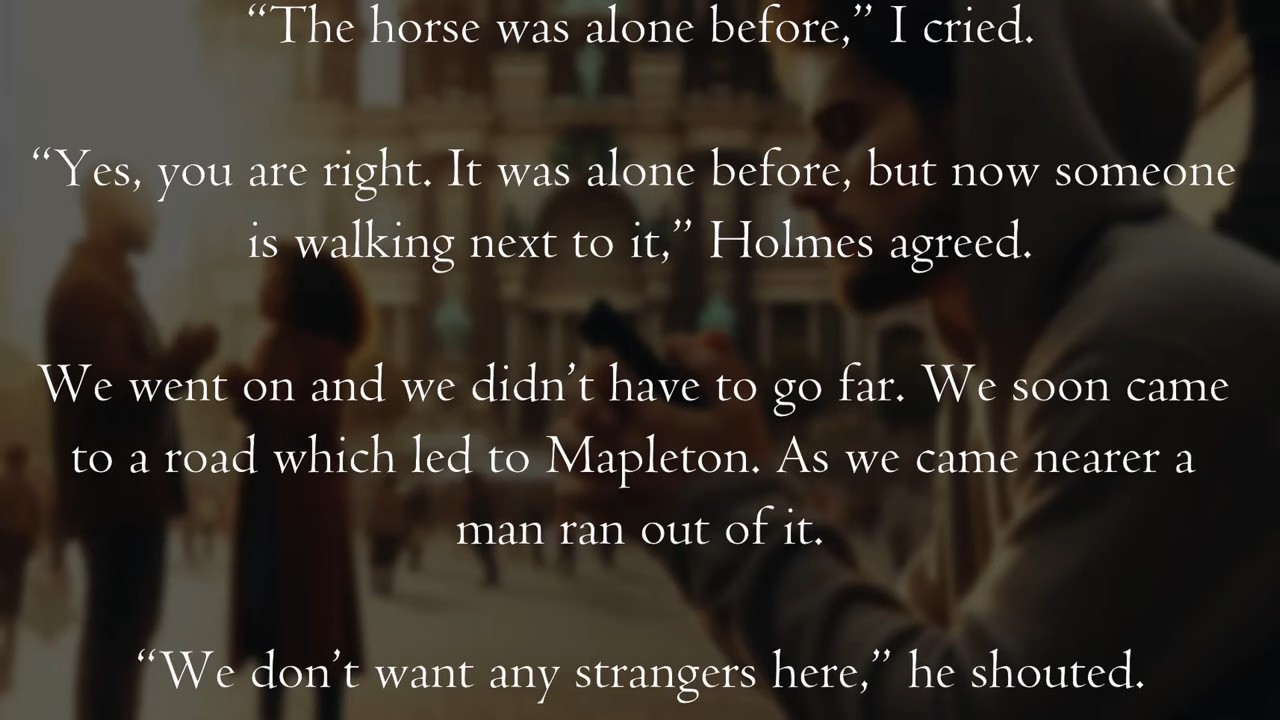 “The horse was alone before,” I cried.
“Yes, you are right. It was alone before, but now someone
is walking next to it,” Holmes agreed.
We went on and we didn’t have to go far. We soon came
to a road which led to Mapleton. As we came nearer a
man ran out of it.
“We don’t want any strangers here,” he shouted.